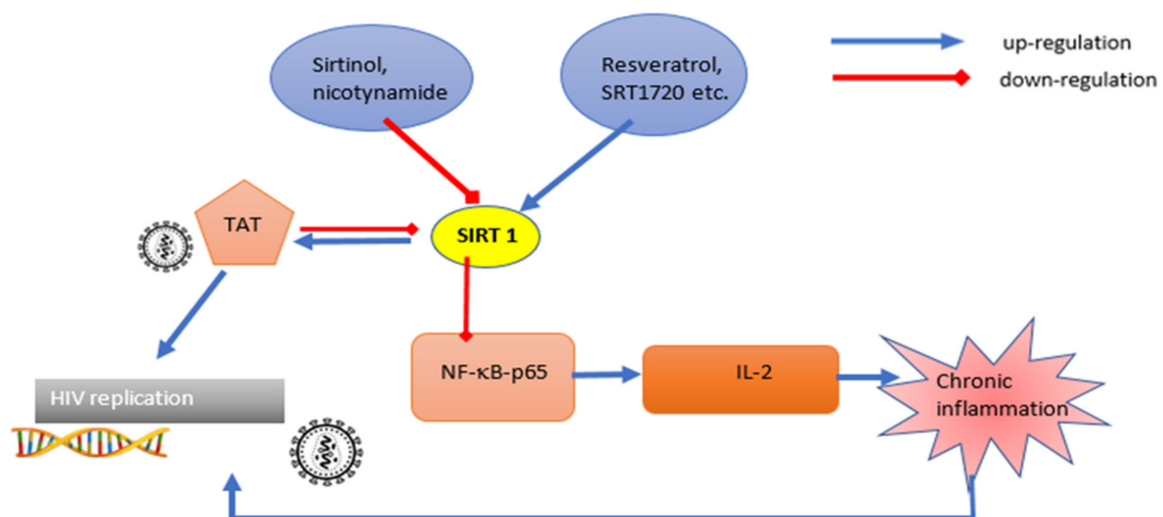 Sirtinol,
nicotynamide
Resveratrol,
SRT1720 etc.
up-regulation
down-regulation
TAT
SIRT 1
NF-κB-p65
IL-2
Chronic
inflammation
HIV replication